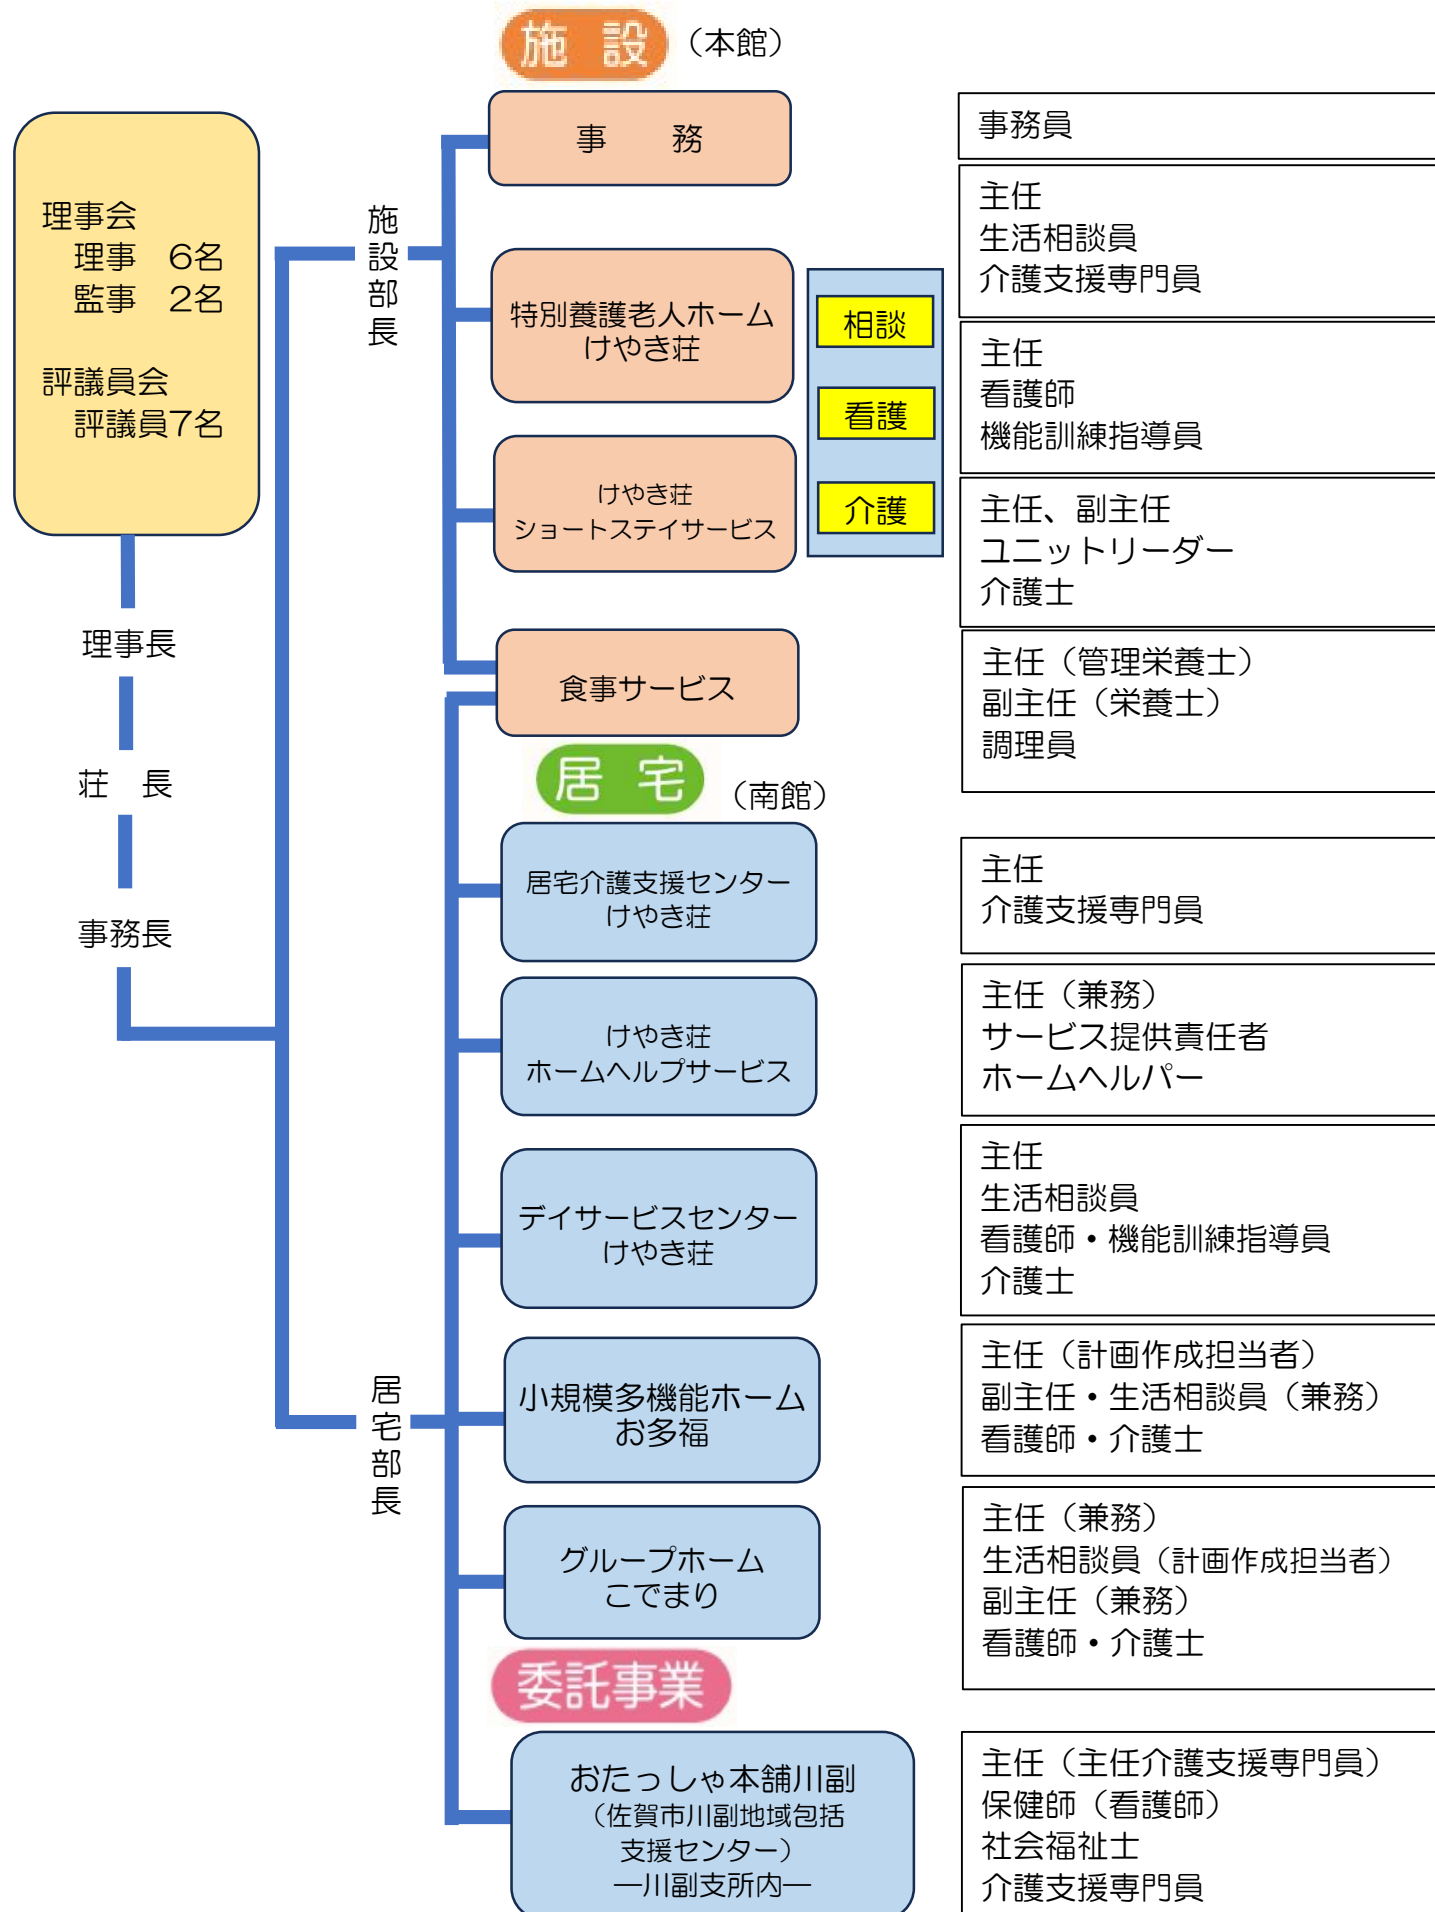 施　設
（本館）
理事会
理事　6名
監事　2名
評議員会
評議員7名
理事長
荘　長
事務長
施設部長
事　務
事務員
特別養護老人ホーム
けやき荘
けやき荘
ショートステイサービス
相談
看護
介護
主任
生活相談員
介護支援専門員
主任
看護師
機能訓練指導員
主任、副主任
ユニットリーダー
介護士
食事サービス
主任（管理栄養士）
副主任（栄養士）
調理員
居　宅
（南館）
居宅部長
居宅介護支援センター
けやき荘
主任
介護支援専門員
けやき荘
ホームヘルプサービス
主任（兼務）
サービス提供責任者
ホームヘルパー
デイサービスセンター
けやき荘
主任
生活相談員
看護師・機能訓練指導員
介護士
小規模多機能ホーム
お多福
主任（計画作成担当者）
副主任・生活相談員（兼務）
看護師・介護士
グループホーム
こでまり
主任（兼務）
生活相談員（計画作成担当者）
副主任（兼務）
看護師・介護士
委託事業
おたっしゃ本舗川副
（佐賀市川副地域包括
支援センター）
―川副支所内―
主任（主任介護支援専門員）
保健師（看護師）
社会福祉士
介護支援専門員